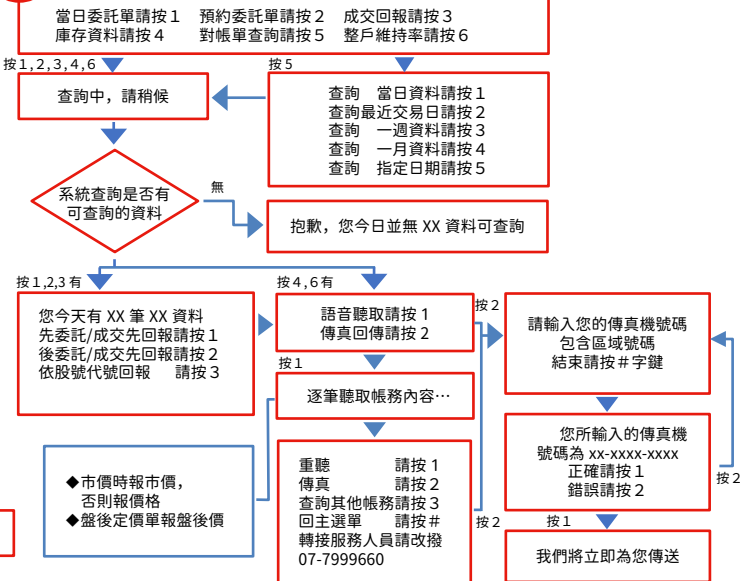 當日委託單請按１　預約委託單請按２　成交回報請按３
庫存資料請按４　對帳單查詢請按５　整戶維持率請按６
按１,２,３,４,６
按５
查詢中，請稍候
查詢　當日資料請按１
查詢最近交易日請按２
查詢　一週資料請按３
查詢　一月資料請按４
查詢　指定日期請按５
系統查詢是否有
可查詢的資料
無
抱歉，您今日並無 XX 資料可查詢
按１,２,３有
按４,６有
您今天有 XX 筆 XX 資料
先委託/成交先回報請按１
後委託/成交先回報請按２
依股號代號回報　請按３
語音聽取請按１
傳真回傳請按２
按２
請輸入您的傳真機號碼
包含區域號碼
結束請按＃字鍵
按１
逐筆聽取帳務內容…
◆市價時報市價，
否則報價格
◆盤後定價單報盤後價
重聽　請按１
傳真　請按２
查詢其他帳務請按３
回主選單　請按＃
轉接服務人員請改撥
07-7999660
按２
您所輸入的傳真機
號碼為 xx-xxxx-xxxx
正確請按１
錯誤請按２
按２
按１
我們將立即為您傳送